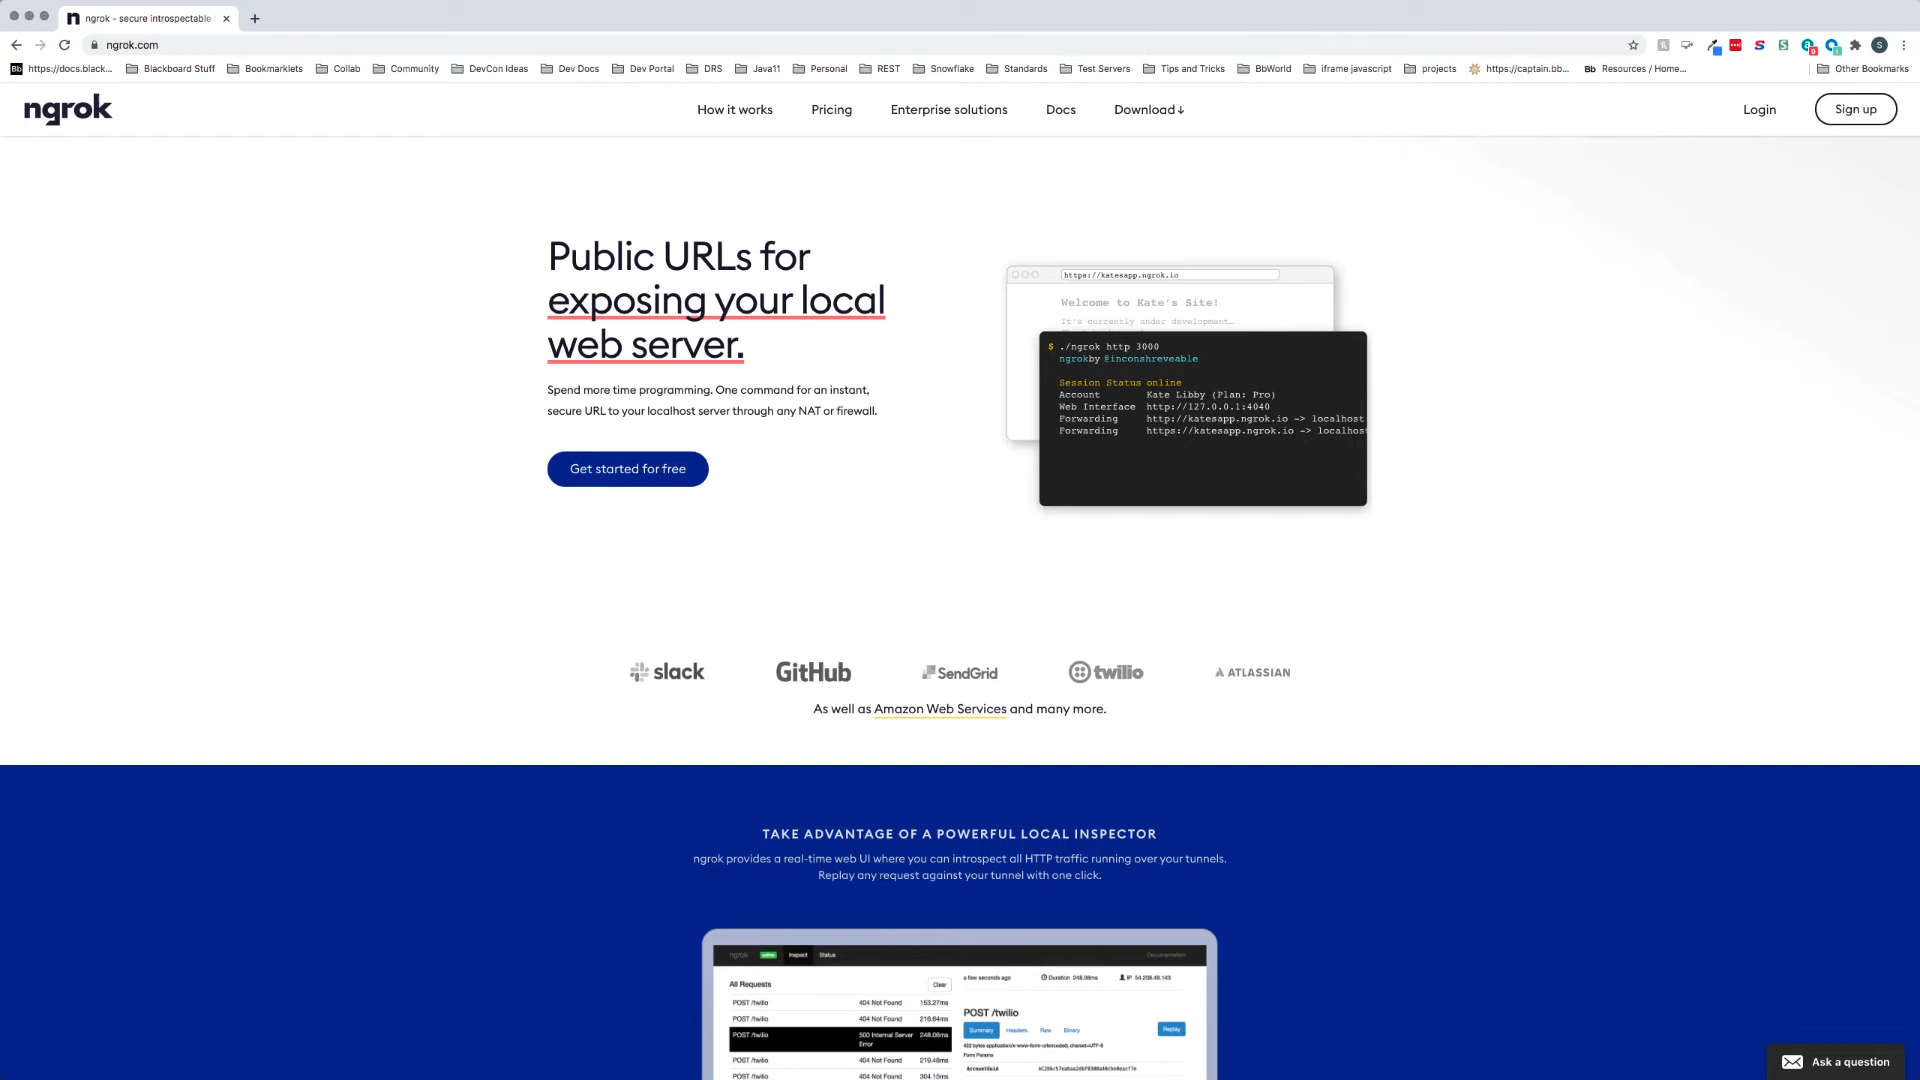 ngrok - secure introspectable
ngrok.com
https://docs.black...
Blackboard Stuff
Bookmarklets
Collab
Community
DevCon Ideas
Dev Docs
Dev Portal
DRS
Java11
Personal
REST
Snowflake
Standards
Test Servers
Tips and Tricks
BbWorld
iframe javascript
projects
https://captain.bb...
Bb Resources / Home...
Other Bookmarks
ngrok
How it works
Pricing
Enterprise solutions
Docs
Download↓
Login
Sign up
Public URLs for
exposing your local
web server.
Spend more time programming. One command for an instant,
secure URL to your localhost server through any NAT or firewall.
Get started for free
https://katesapp.ngrok.io
Welcome to Kate's Site!
It's currently under development…
$ ./ngrok http 3000
ngrokby @inconshreveable
Session Status online
Account Kate Libby (Plan: Pro)
Web Interface http://127.0.0.1:4040
Forwarding http://katesapp.ngrok.io -> localhost
Forwarding https://katesapp.ngrok.io -> localhos
slack
GitHub
SendGrid
twilio
ATLASSIAN
As well as Amazon Web Services and many more.
TAKE ADVANTAGE OF A POWERFUL LOCAL INSPECTOR
ngrok provides a real-time web UI where you can introspect all HTTP traffic running over your tunnels.
Replay any request against your tunnel with one click.
ngrok
online
Inspect
Status
Documentation
All Requests
Clear
POST /twilio 404 Not Found 153.27ms
POST /twilio 404 Not Found 216.64ms
POST /twilio 500 Internal Server Error 248.06ms
POST /twilio 404 Not Found 219.48ms
POST /twilio 404 Not Found 304.15ms
a few seconds ago
Duration 248.06ms
IP 54.208.49.143
POST /twilio
Summary
Headers
Raw
Binary
Replay
422 bytes application/x-www-form-urlencoded; charset=UTF-8
Form Params
AccountSid
Ask a question